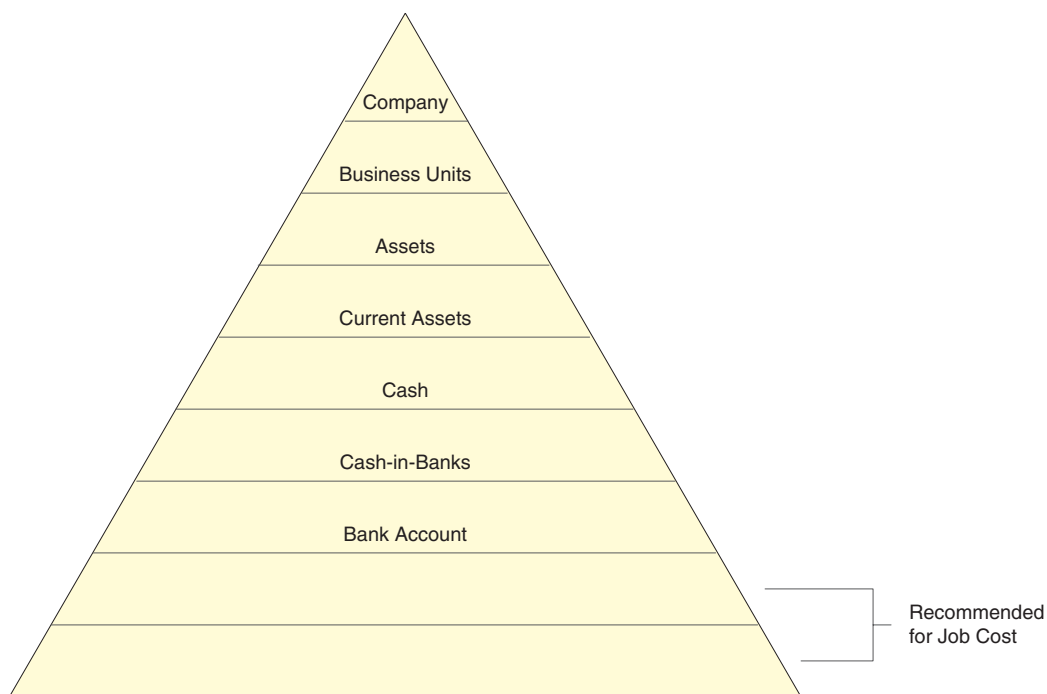 Company
Business Units
Assets
Current Assets
Cash
Cash-in-Banks
Bank Account
Recommended
for Job Cost